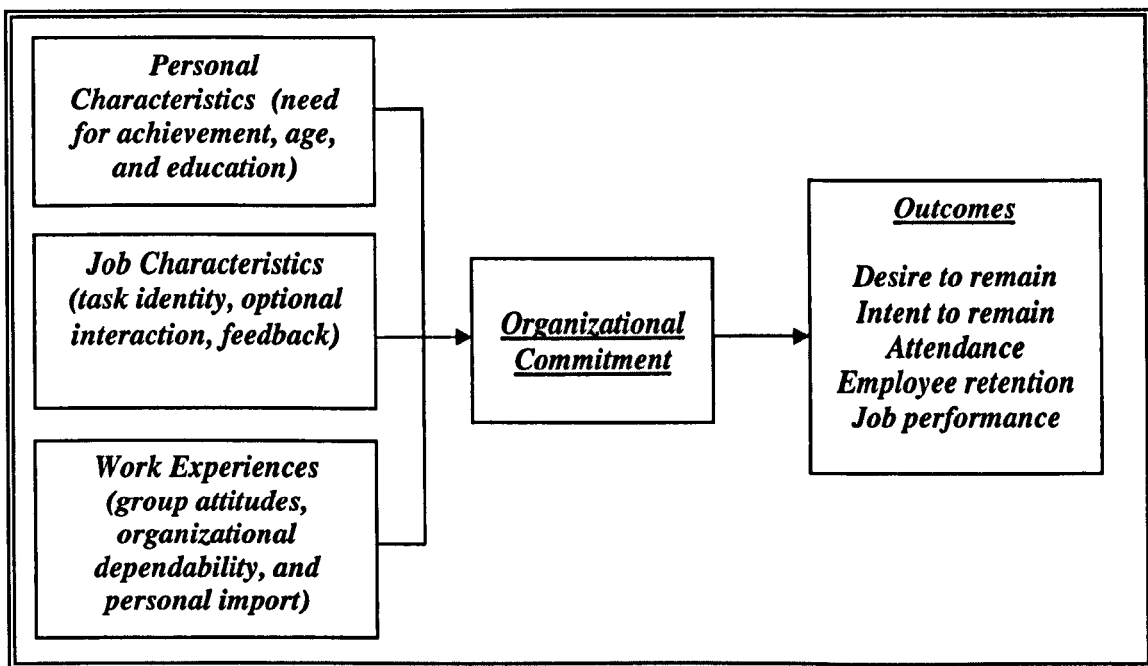 Personal
Characteristics (need
for achievement, age,
and education)
Job Characteristics
(task identity, optional
interaction, feedback)
Work Experiences
(group attitudes,
organizational
dependability, and
personal import)
Organizational
Commitment
Outcomes
Desire to remain
Intent to remain
Attendance
Employee retention
Job performance